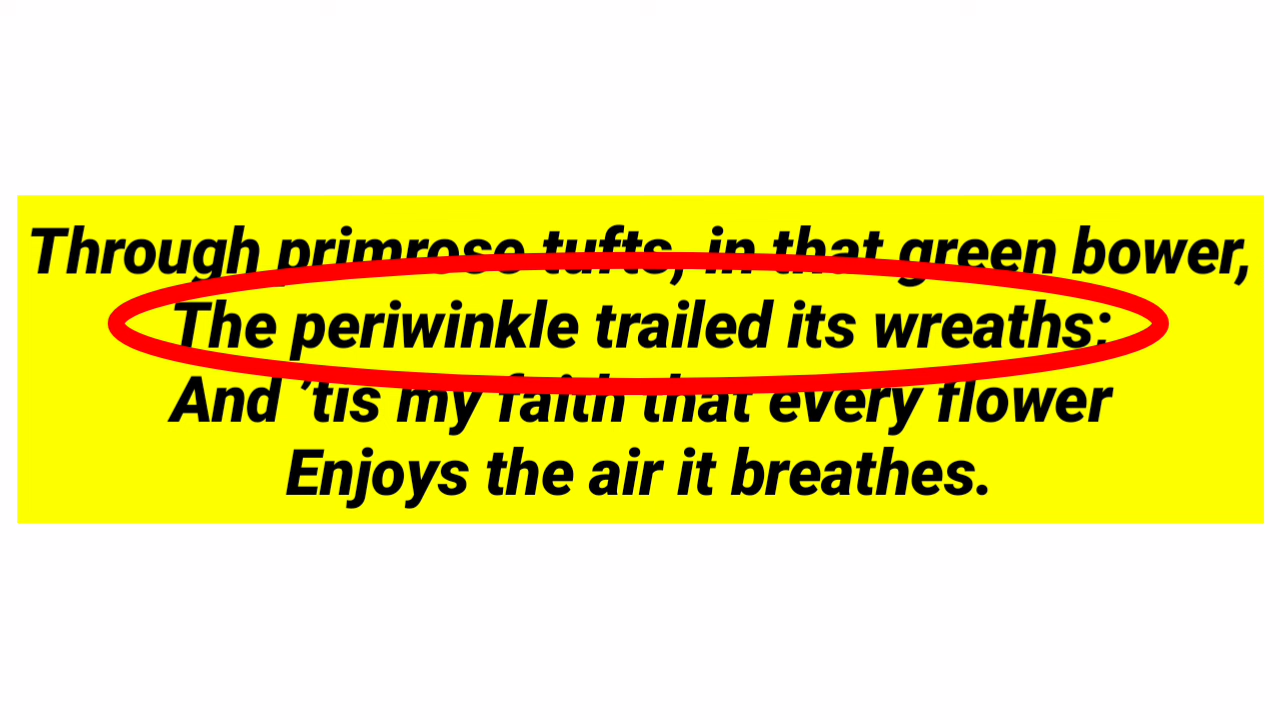 Through primrose tufts, in that green bower,
The periwinkle trailed its wreaths;
And ’tis my faith that every flower
Enjoys the air it breathes.